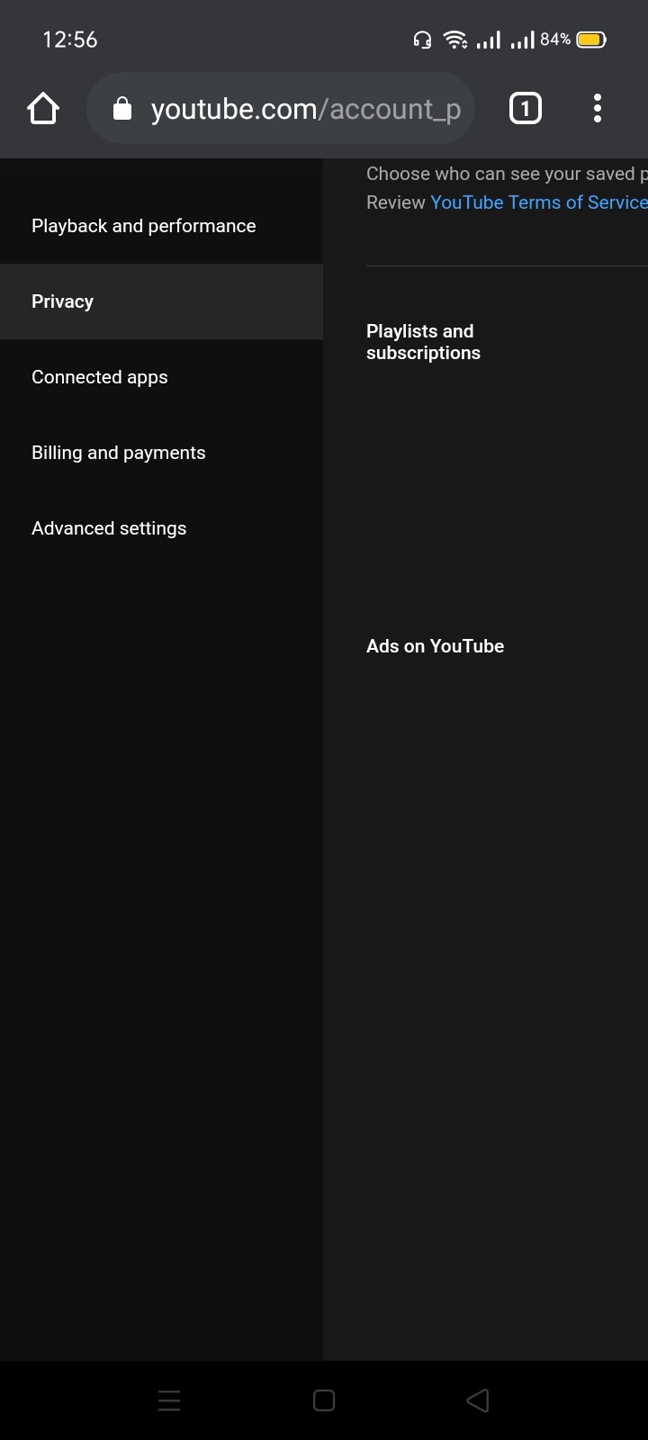 12:56
84%
youtube.com/account_p
1
Choose who can see your saved p
Review YouTube Terms of Service
Playback and performance
Privacy
Connected apps
Billing and payments
Advanced settings
Playlists and
subscriptions
Ads on YouTube